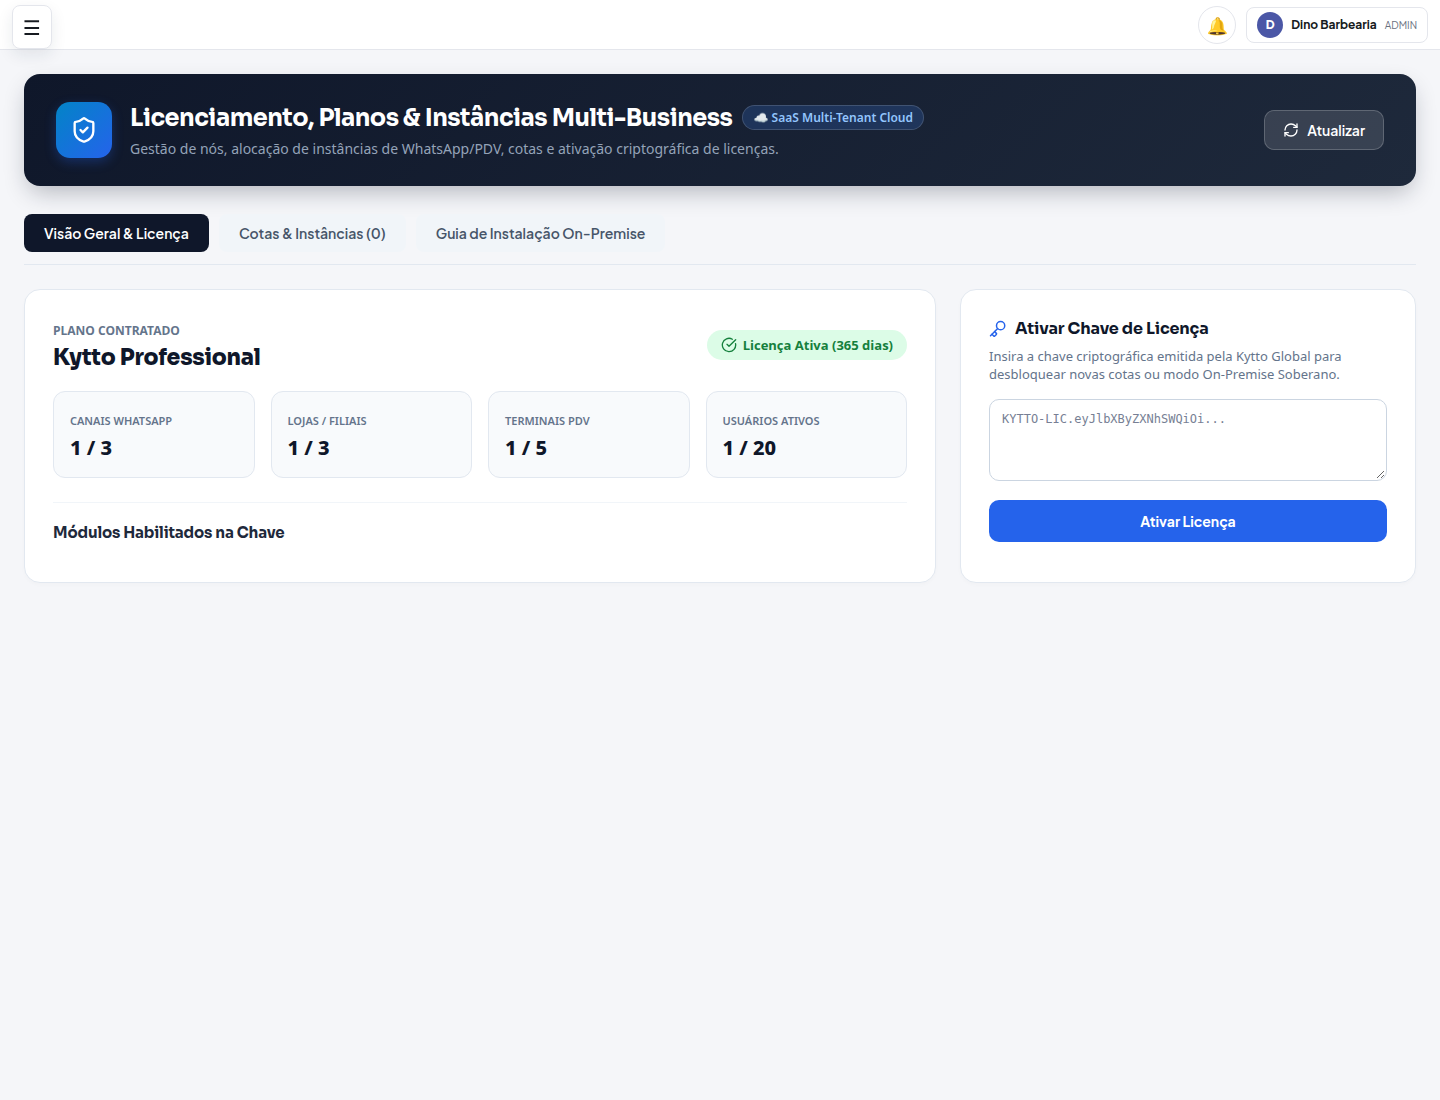 ☰
🔔
D Dino Barbearia ADMIN
Licenciamento, Planos & Instâncias Multi-Business
☁️ SaaS Multi-Tenant Cloud
Gestão de nós, alocação de instâncias de WhatsApp/PDV, cotas e ativação criptográfica de licenças.
Atualizar
Visão Geral & Licença
Cotas & Instâncias (0)
Guia de Instalação On-Premise
PLANO CONTRATADO
Kytto Professional
Licença Ativa (365 dias)
CANAIS WHATSAPP
1 / 3
LOJAS / FILIAIS
1 / 3
TERMINAIS PDV
1 / 5
USUÁRIOS ATIVOS
1 / 20
Módulos Habilitados na Chave
Ativar Chave de Licença
Insira a chave criptográfica emitida pela Kytto Global para
desbloquear novas cotas ou modo On-Premise Soberano.
KYTTO-LIC.eyJlbXByZXNhSWQiOi...
Ativar Licença